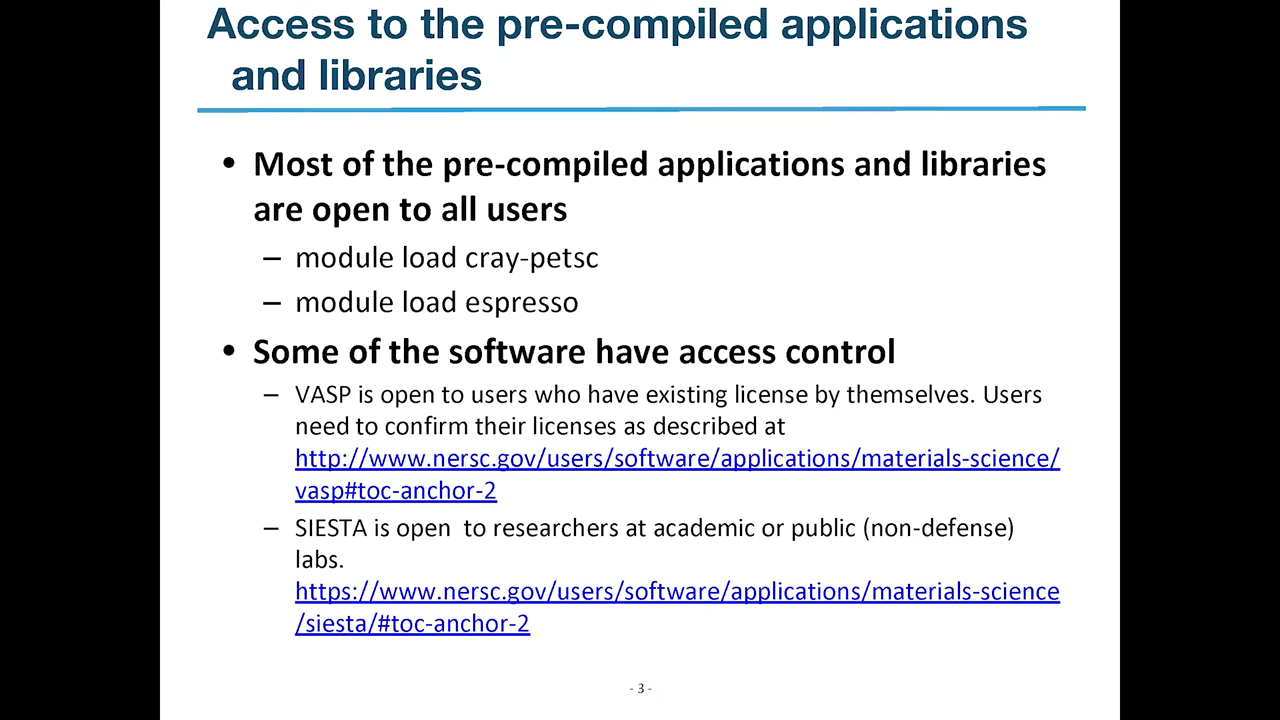 Access to the pre-compiled applications
and libraries
• Most of the pre-compiled applications and libraries
are open to all users
– module load cray-petsc
– module load espresso
• Some of the software have access control
– VASP is open to users who have existing license by themselves. Users
need to confirm their licenses as described at
http://www.nersc.gov/users/software/applications/materials-science/
vasp#toc-anchor-2
– SIESTA is open  to researchers at academic or public (non-defense)
labs.
https://www.nersc.gov/users/software/applications/materials-science
/siesta/#toc-anchor-2
- 3 -